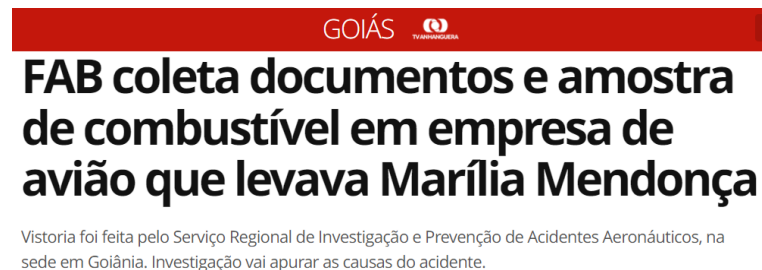 GOIÁS
TV ANHANGUERA
FAB coleta documentos e amostra
de combustível em empresa de
avião que levava Marília Mendonça
Vistoria foi feita pelo Serviço Regional de Investigação e Prevenção de Acidentes Aeronáuticos, na
sede em Goiânia. Investigação vai apurar as causas do acidente.